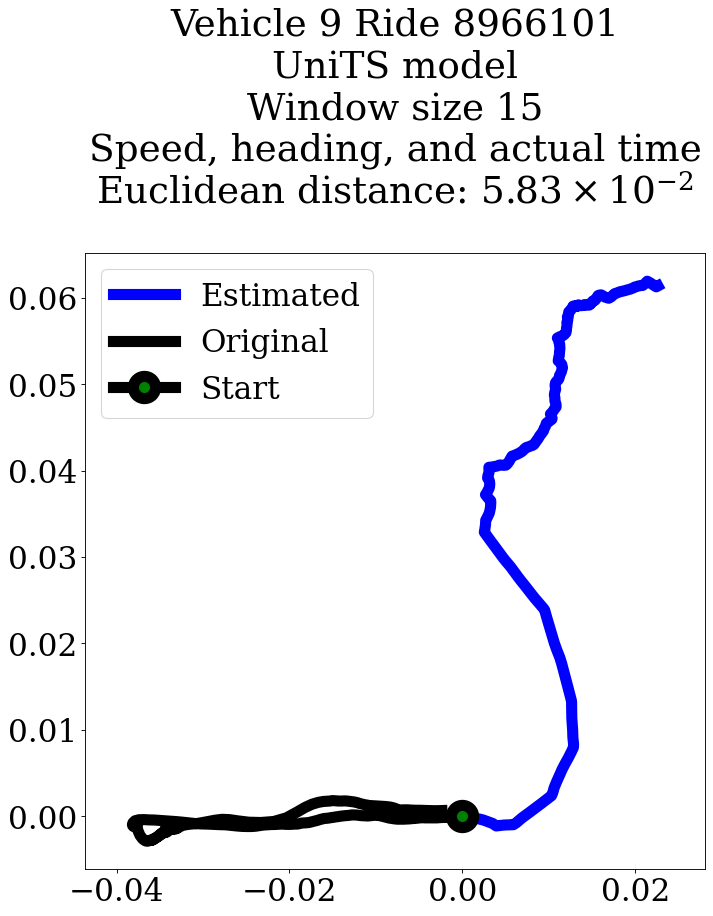 Vehicle 9 Ride 8966101
UniTS model
Window size 15
Speed, heading, and actual time
Euclidean distance: 5.83 × 10⁻²
Estimated
Original
Start
0.06
0.05
0.04
0.03
0.02
0.01
0.00
−0.04
−0.02
0.00
0.02